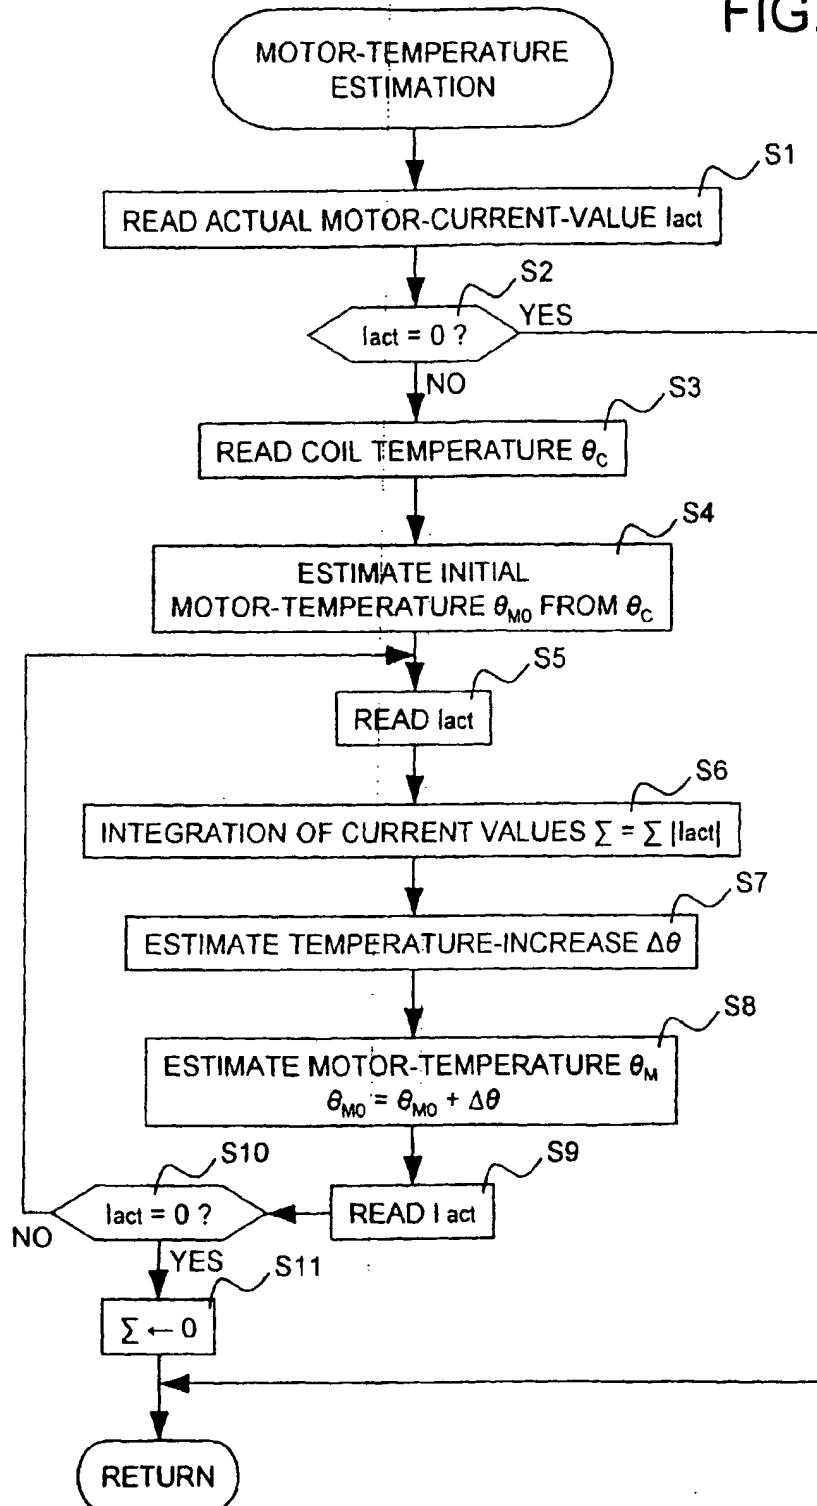 FIG.
MOTOR-TEMPERATURE
ESTIMATION
S1
READ ACTUAL MOTOR-CURRENT-VALUE Iact
S2
Iact = 0 ?
YES
NO
S3
READ COIL TEMPERATURE θC
S4
ESTIMATE INITIAL
MOTOR-TEMPERATURE θM0 FROM θC
S5
READ Iact
S6
INTEGRATION OF CURRENT VALUES Σ = Σ |Iact|
S7
ESTIMATE TEMPERATURE-INCREASE Δθ
S8
ESTIMATE MOTOR-TEMPERATURE θM
θM0 = θM0 + Δθ
S10
S9
Iact = 0 ?
READ I act
NO
YES
S11
Σ ← 0
RETURN